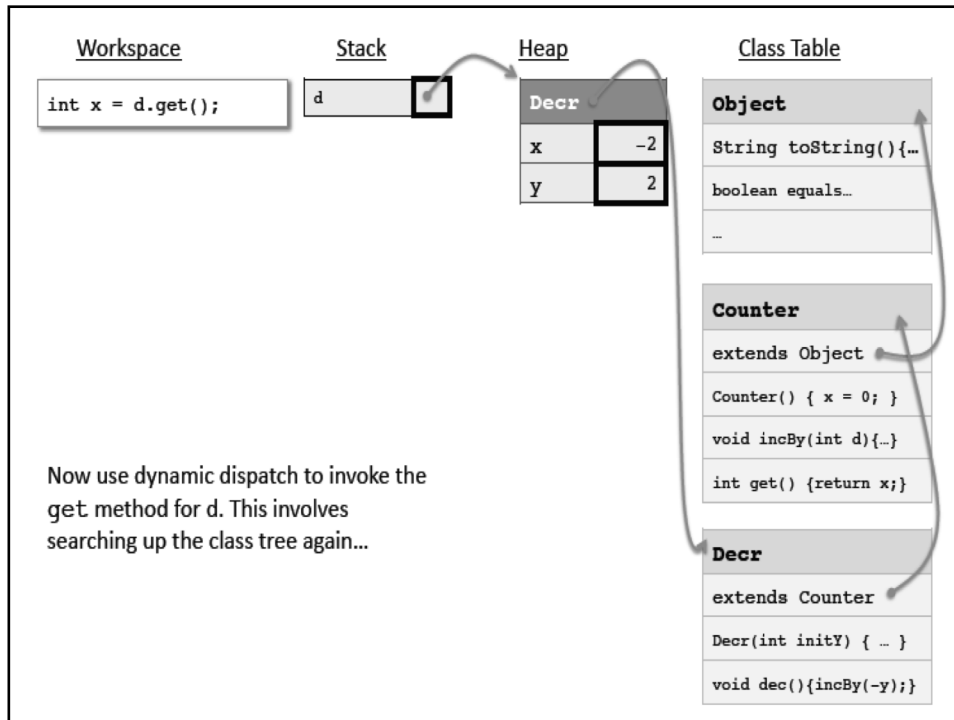 Workspace
Stack
Heap
Class Table
int x = d.get();
d
Decr
x
–2
y
2
Object
String toString(){…
boolean equals…
…
Counter
extends Object
Counter() { x = 0; }
void incBy(int d){…}
int get() {return x;}
Decr
extends Counter
Decr(int initY) { … }
void dec(){incBy(-y);}
Now use dynamic dispatch to invoke the
get method for d. This involves
searching up the class tree again…